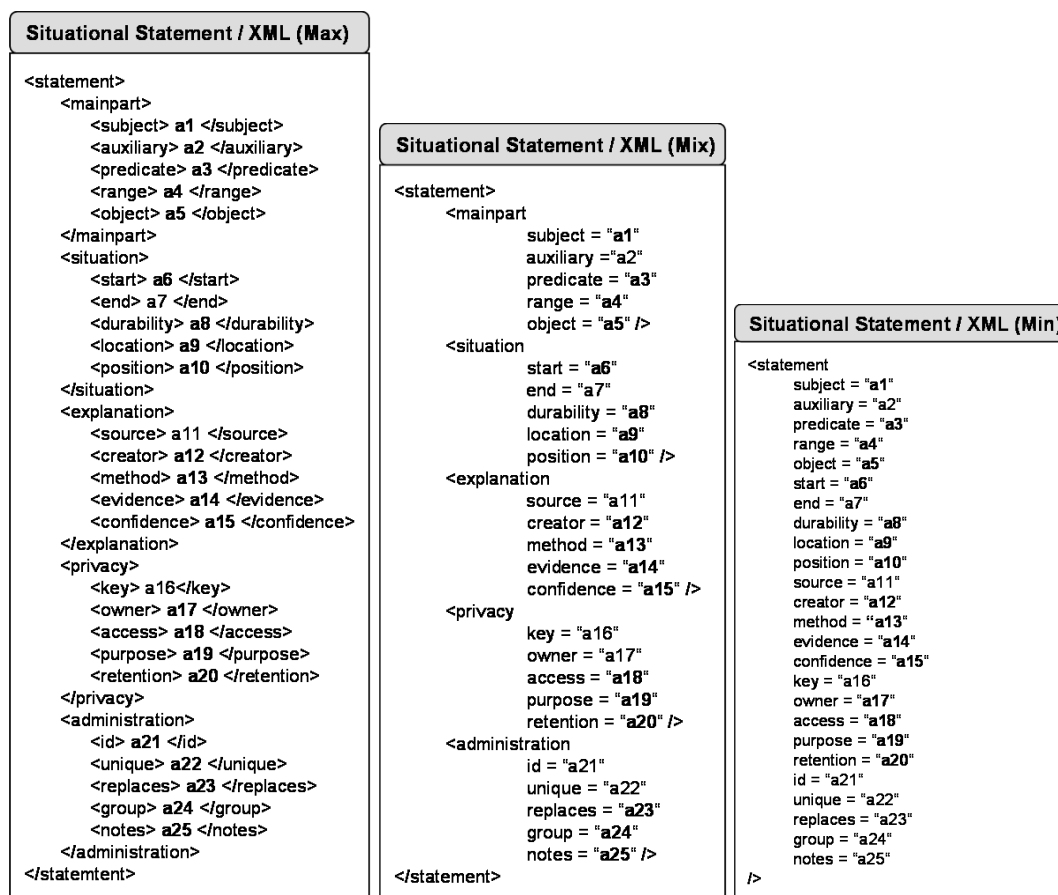 Situational Statement / XML (Max)
<statement>
<mainpart>
<subject> a1 </subject>
<auxiliary> a2 </auxiliary>
<predicate> a3 </predicate>
<range> a4 </range>
<object> a5 </object>
</mainpart>
<situation>
<start> a6 </start>
<end> a7 </end>
<durability> a8 </durability>
<location> a9 </location>
<position> a10 </position>
</situation>
<explanation>
<source> a11 </source>
<creator> a12 </creator>
<method> a13 </method>
<evidence> a14 </evidence>
<confidence> a15 </confidence>
</explanation>
<privacy>
<key> a16</key>
<owner> a17 </owner>
<access> a18 </access>
<purpose> a19 </purpose>
<retention> a20 </retention>
</privacy>
<administration>
<id> a21 </id>
<unique> a22 </unique>
<replaces> a23 </replaces>
<group> a24 </group>
<notes> a25 </notes>
</administration>
</statemtent>
Situational Statement / XML (Mix)
<statement>
<mainpart
subject = "a1"
auxiliary ="a2"
predicate = "a3"
range = "a4"
object = "a5" />
<situation
start = "a6"
end = "a7"
durability = "a8"
location = "a9"
position = "a10" />
<explanation
source = "a11"
creator = "a12"
method = "a13"
evidence = "a14"
confidence = "a15" />
<privacy
key = "a16"
owner = "a17"
access = "a18"
purpose = "a19"
retention = "a20" />
<administration
id = "a21"
unique = "a22"
replaces = "a23"
group = "a24"
notes = "a25" />
</statement>
Situational Statement / XML (Min)
<statement
subject = "a1"
auxiliary = "a2"
predicate = "a3"
range = "a4"
object = "a5"
start = "a6"
end = "a7"
durability = "a8"
location = "a9"
position = "a10"
source = "a11"
creator = "a12"
method = "a13"
evidence = "a14"
confidence = "a15"
key = "a16"
owner = "a17"
access = "a18"
purpose = "a19"
retention = "a20"
id = "a21"
unique = "a22"
replaces = "a23"
group = "a24"
notes = "a25"
/>